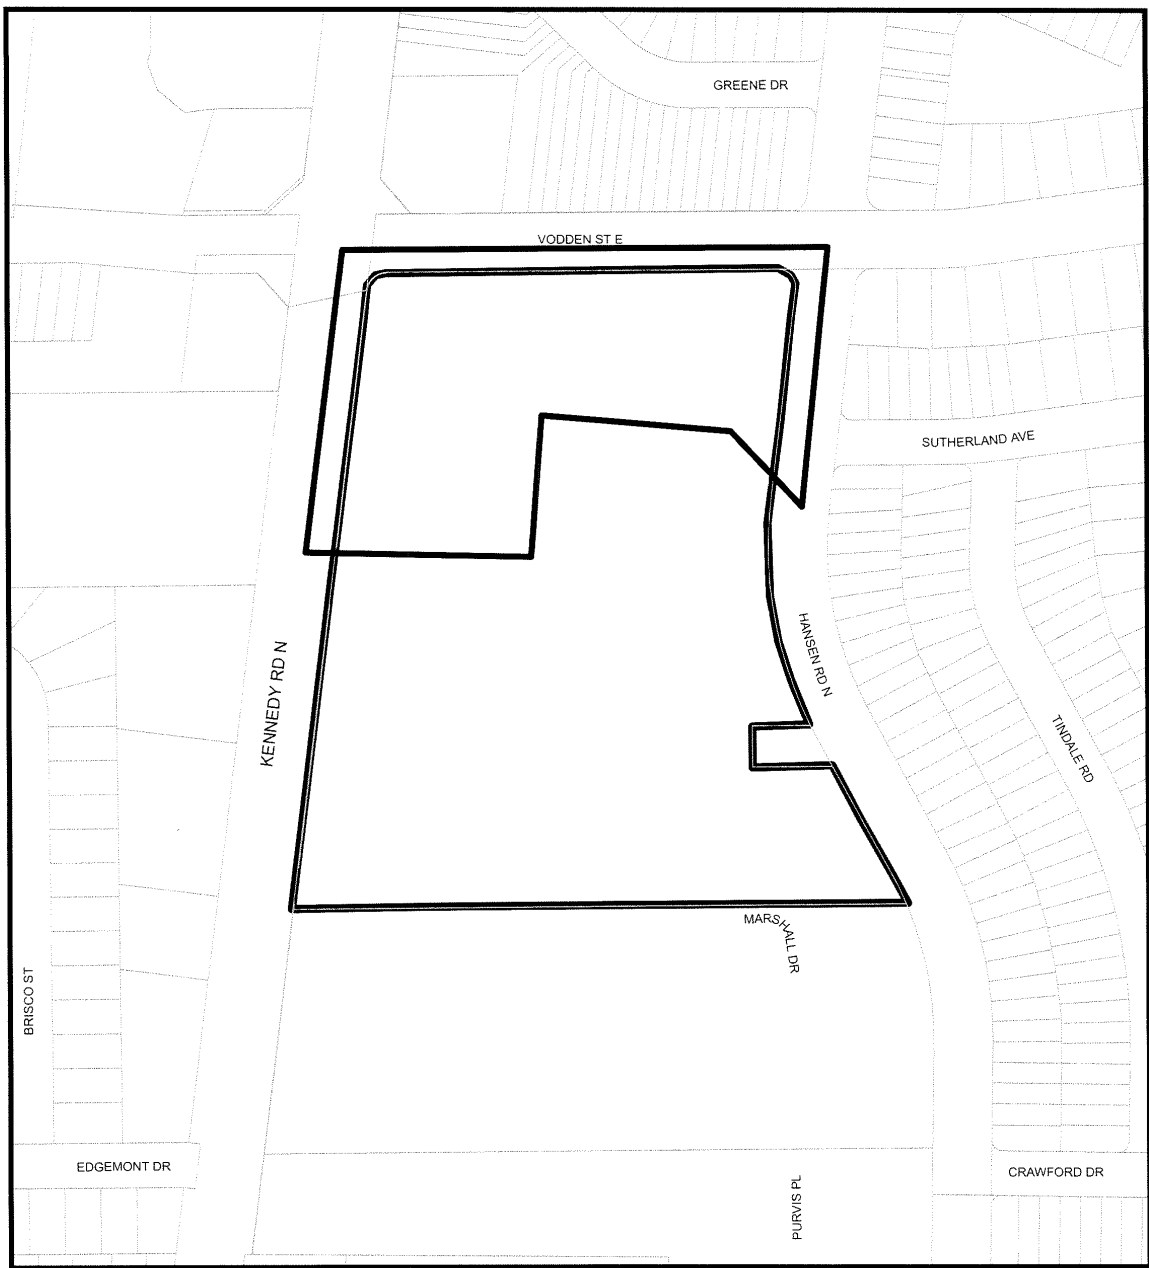 GREENE DR
VODDEN ST E
SUTHERLAND AVE
KENNEDY RD N
HANSEN RD N
TINDALE RD
MARSHALL DR
BRISCO ST
EDGEMONT DR
CRAWFORD DR
PURVIS PL